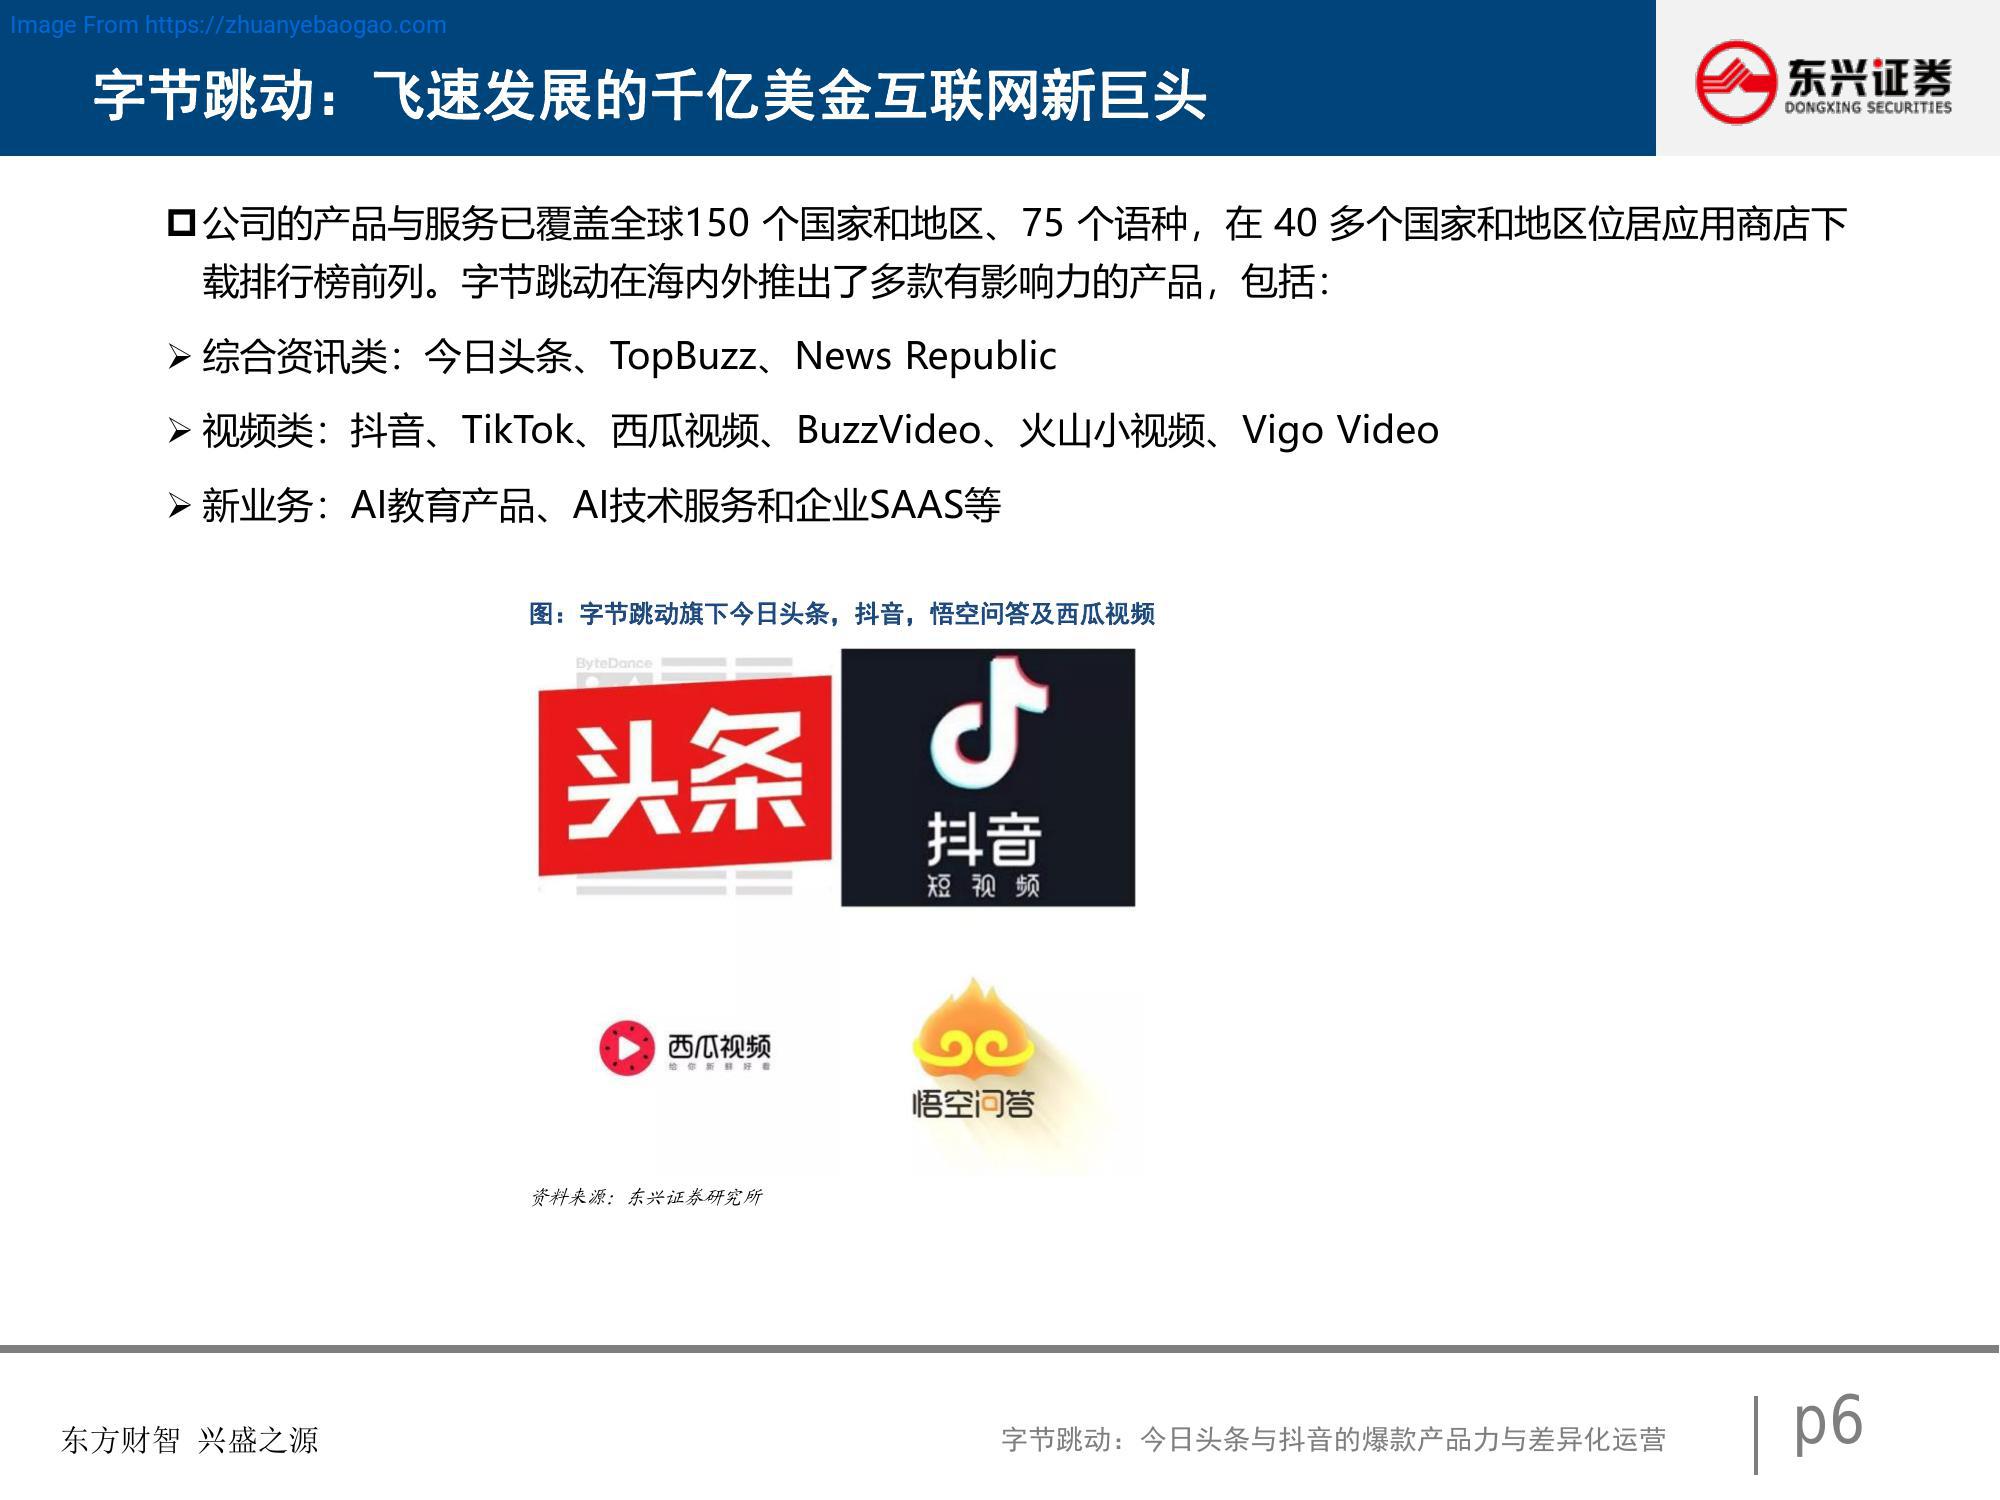 Image From https://zhuanyebaogao.com
字节跳动：飞速发展的千亿美金互联网新巨头
东兴证券
DONGXING SECURITIES
公司的产品与服务已覆盖全球150 个国家和地区、75 个语种，在 40 多个国家和地区位居应用商店下
载排行榜前列。字节跳动在海内外推出了多款有影响力的产品，包括：
综合资讯类：今日头条、TopBuzz、News Republic
视频类：抖音、TikTok、西瓜视频、BuzzVideo、火山小视频、Vigo Video
新业务：AI教育产品、AI技术服务和企业SAAS等
图：字节跳动旗下今日头条，抖音，悟空问答及西瓜视频
ByteDance
头条
抖音
短视频
西瓜视频
给你新鲜好看
悟空问答
资料来源：东兴证券研究所
东方财智 兴盛之源
字节跳动：今日头条与抖音的爆款产品力与差异化运营
p6